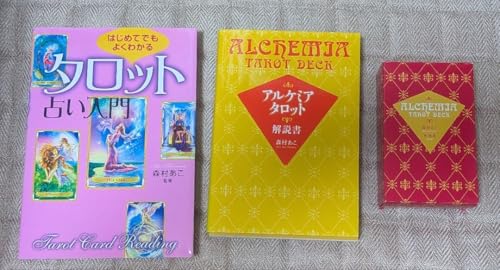 はじめてでも
よくわかる
タロット
占い入門
森村あこ
監修
Tarot Card Reading
ALCHEMIA
TAROT DECK
アルケミア
タロット
解説書
森村あこ
ALCHEMIA
TAROT DECK